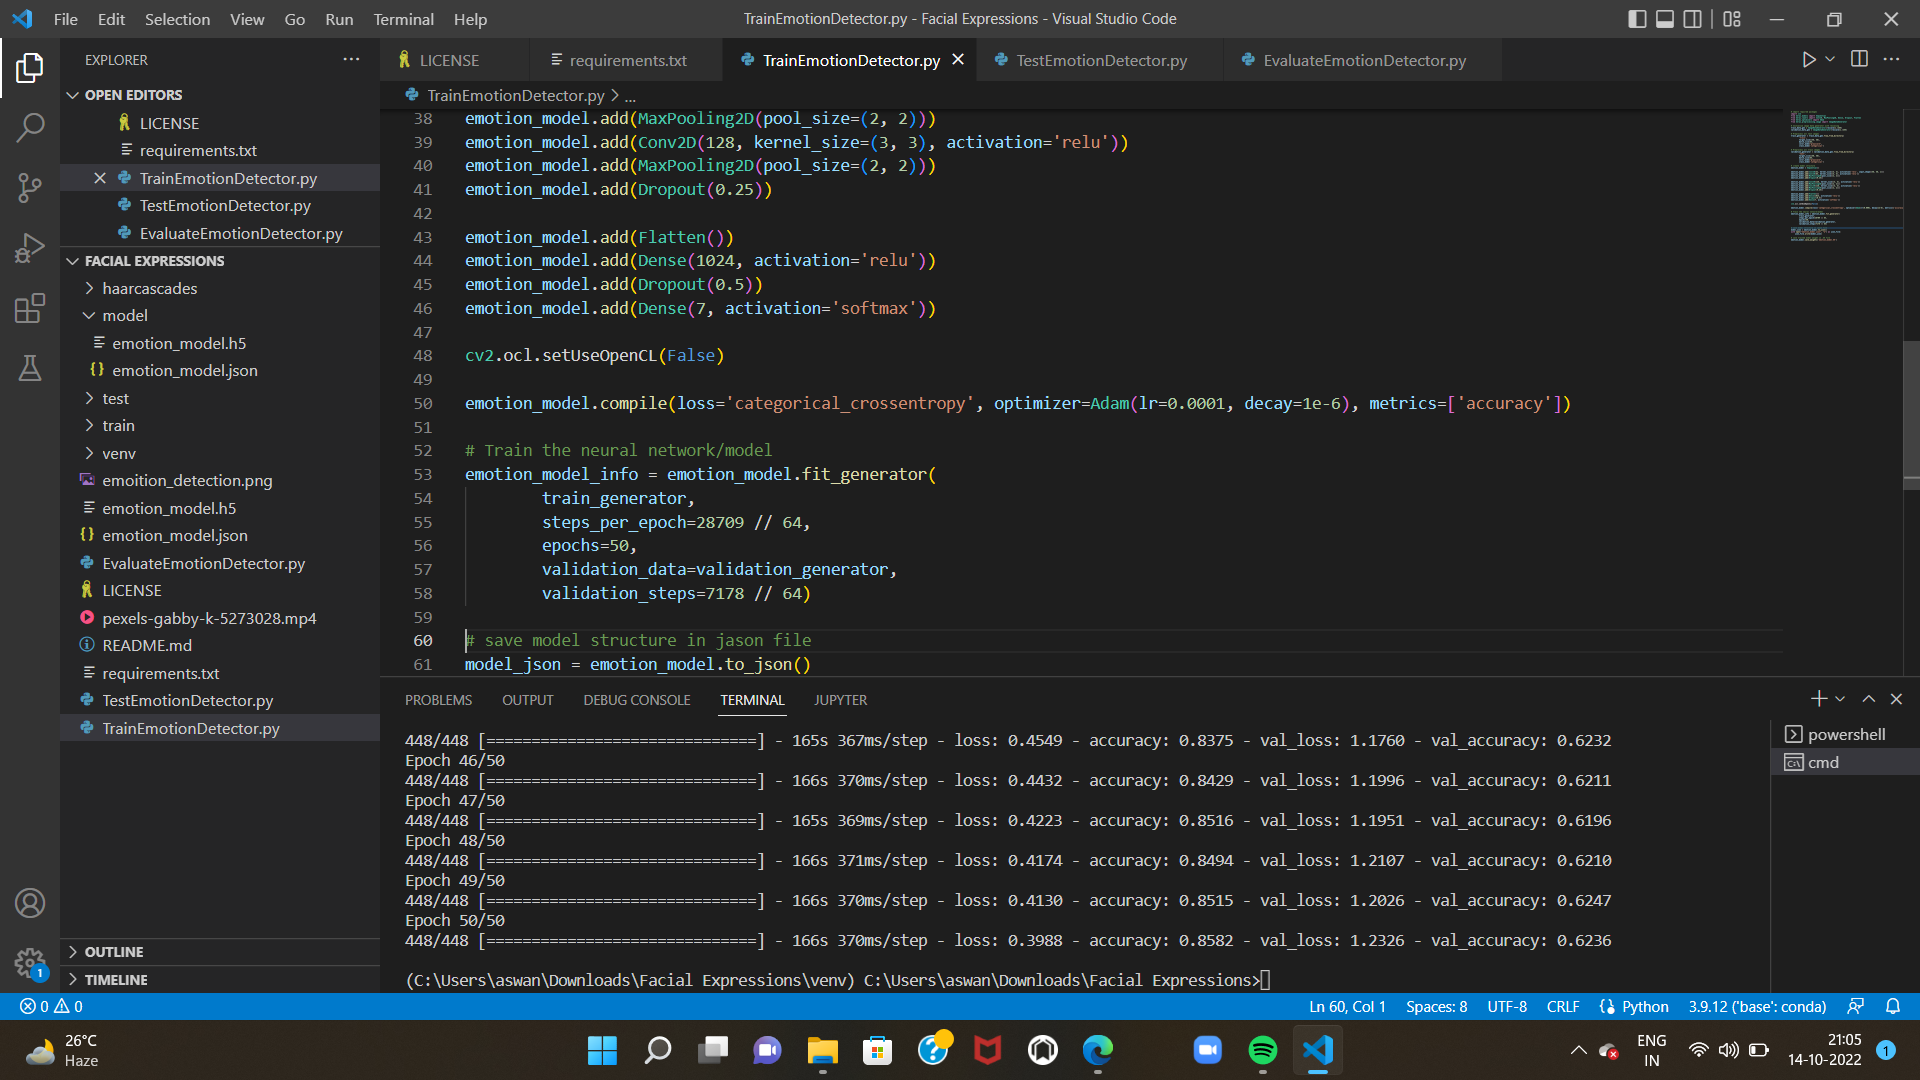 File Edit Selection View Go Run Terminal Help
TrainEmotionDetector.py - Facial Expressions - Visual Studio Code
EXPLORER
OPEN EDITORS
LICENSE
requirements.txt
TrainEmotionDetector.py
TestEmotionDetector.py
EvaluateEmotionDetector.py
FACIAL EXPRESSIONS
haarcascades
model
emotion_model.h5
emotion_model.json
test
train
venv
emoition_detection.png
emotion_model.h5
emotion_model.json
EvaluateEmotionDetector.py
LICENSE
pexels-gabby-k-5273028.mp4
README.md
requirements.txt
TestEmotionDetector.py
TrainEmotionDetector.py
OUTLINE
TIMELINE
LICENSE requirements.txt TrainEmotionDetector.py TestEmotionDetector.py EvaluateEmotionDetector.py
TrainEmotionDetector.py > ...
38 emotion_model.add(MaxPooling2D(pool_size=(2, 2)))
39 emotion_model.add(Conv2D(128, kernel_size=(3, 3), activation='relu'))
40 emotion_model.add(MaxPooling2D(pool_size=(2, 2)))
41 emotion_model.add(Dropout(0.25))
42
43 emotion_model.add(Flatten())
44 emotion_model.add(Dense(1024, activation='relu'))
45 emotion_model.add(Dropout(0.5))
46 emotion_model.add(Dense(7, activation='softmax'))
47
48 cv2.ocl.setUseOpenCL(False)
49
50 emotion_model.compile(loss='categorical_crossentropy', optimizer=Adam(lr=0.0001, decay=1e-6), metrics=['accuracy'])
51
52 # Train the neural network/model
53 emotion_model_info = emotion_model.fit_generator(
54 train_generator,
55 steps_per_epoch=28709 // 64,
56 epochs=50,
57 validation_data=validation_generator,
58 validation_steps=7178 // 64)
59
60 # save model structure in jason file
61 model_json = emotion_model.to_json()
PROBLEMS OUTPUT DEBUG CONSOLE TERMINAL JUPYTER
448/448 [==============================] - 165s 367ms/step - loss: 0.4549 - accuracy: 0.8375 - val_loss: 1.1760 - val_accuracy: 0.6232
Epoch 46/50
448/448 [==============================] - 166s 370ms/step - loss: 0.4432 - accuracy: 0.8429 - val_loss: 1.1996 - val_accuracy: 0.6211
Epoch 47/50
448/448 [==============================] - 165s 369ms/step - loss: 0.4223 - accuracy: 0.8516 - val_loss: 1.1951 - val_accuracy: 0.6196
Epoch 48/50
448/448 [==============================] - 166s 371ms/step - loss: 0.4174 - accuracy: 0.8494 - val_loss: 1.2107 - val_accuracy: 0.6210
Epoch 49/50
448/448 [==============================] - 166s 370ms/step - loss: 0.4130 - accuracy: 0.8515 - val_loss: 1.2026 - val_accuracy: 0.6247
Epoch 50/50
448/448 [==============================] - 166s 370ms/step - loss: 0.3988 - accuracy: 0.8582 - val_loss: 1.2326 - val_accuracy: 0.6236
(C:\Users\aswan\Downloads\Facial Expressions\venv) C:\Users\aswan\Downloads\Facial Expressions>
powershell
cmd
1
0 0
Ln 60, Col 1 Spaces: 8 UTF-8 CRLF Python 3.9.12 ('base': conda)
26°C
Haze
ENG
IN
21:05
14-10-2022
1